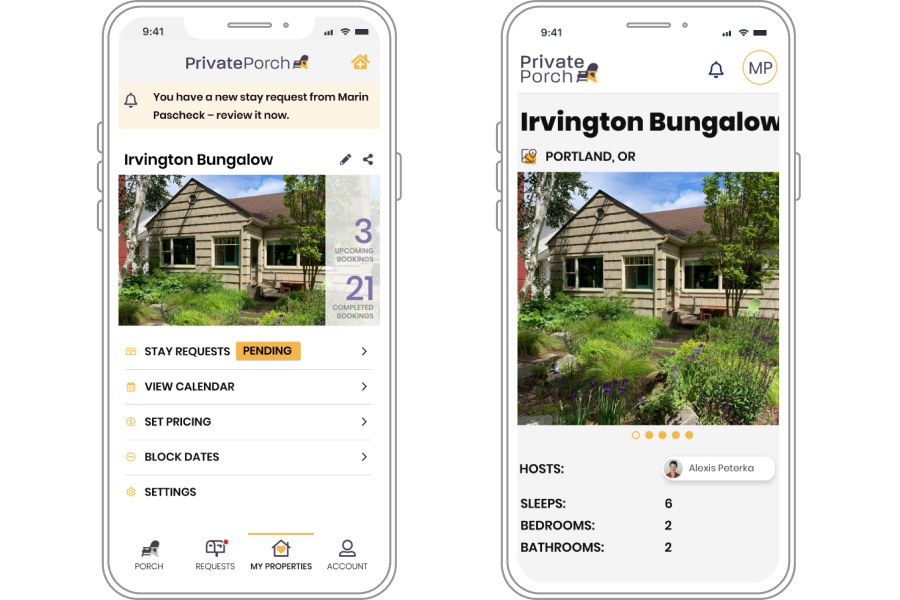 9:41
PrivatePorch
You have a new stay request from Marin
Pascheck – review it now.
Irvington Bungalow
3
UPCOMING
BOOKINGS
21
COMPLETED
BOOKINGS
STAY REQUESTS PENDING
VIEW CALENDAR
SET PRICING
BLOCK DATES
SETTINGS
PORCH REQUESTS MY PROPERTIES ACCOUNT
9:41
Private
Porch
MP
Irvington Bungalow
PORTLAND, OR
HOSTS: Alexis Peterka
SLEEPS: 6
BEDROOMS: 2
BATHROOMS: 2